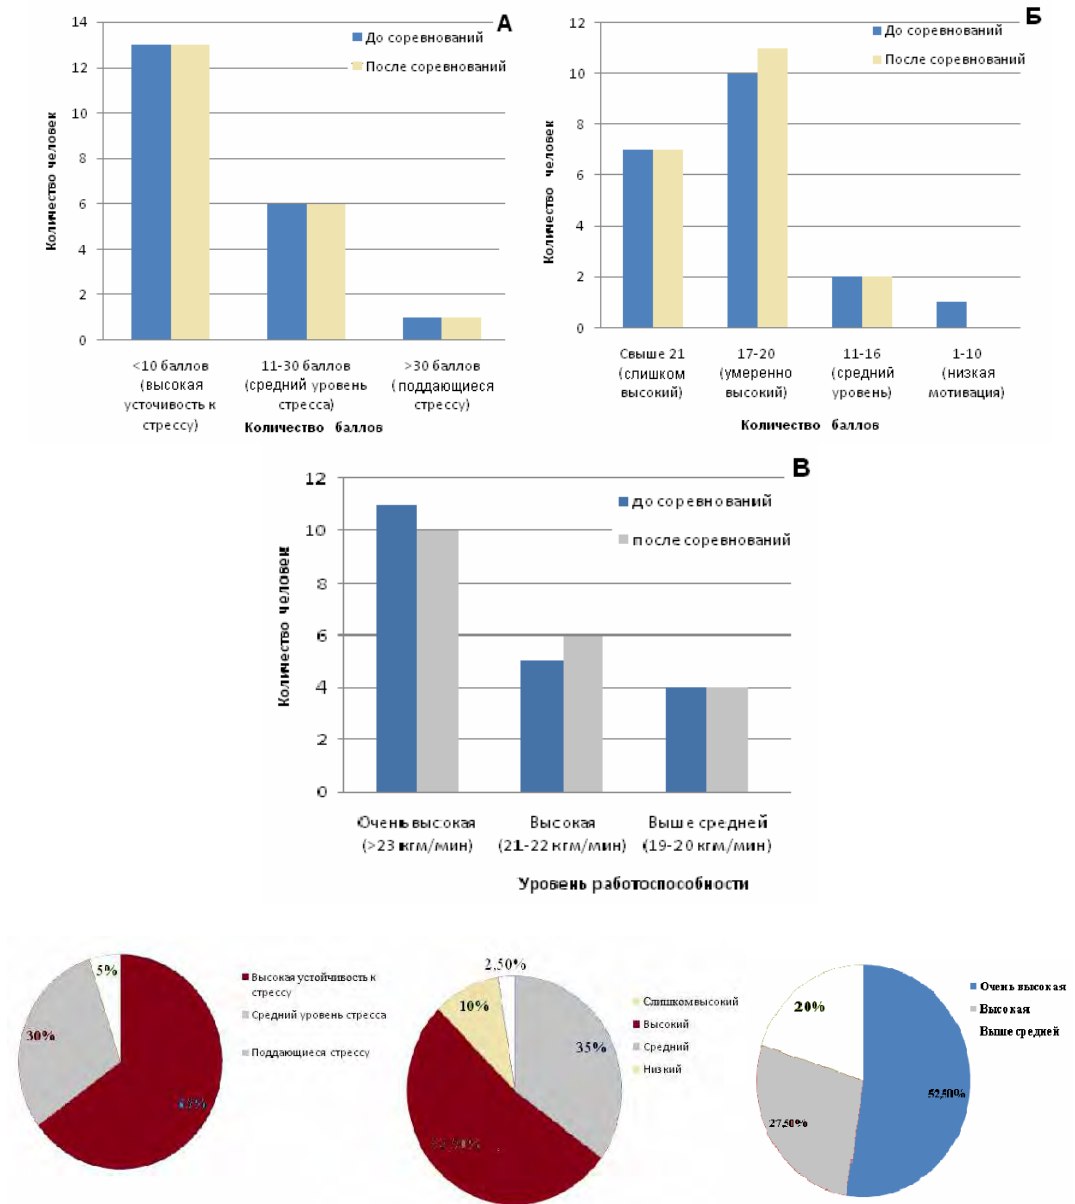 А
До соревнований
После соревнований
14
12
10
8
6
4
2
0
Количество человек
<10 баллов
(высокая
усточивость к
стрессу)
11-30 баллов
(средний уровень
стресса)
>30 баллов
(поддающиеся
стрессу)
Количество баллов
Б
До соревнований
После соревнований
12
10
8
6
4
2
0
Количество человек
Свыше 21
(слишком
высокий)
17-20
(умеренно
высокий)
11-16
(средний
уровень)
1-10
(низкая
мотивация)
Количество баллов
В
до соревнований
после соревнований
12
10
8
6
4
2
0
Количество человек
Очень высокая
(>23 кгм/мин)
Высокая
(21-22 кгм/мин)
Выше средней
(19-20 кгм/мин)
Уровень работоспособности
5%
30%
Высокая устойчивость к
стрессу
Средний уровень стресса
Поддающиеся стрессу
2,50%
10%
35%
Слишкомвысокий
Высокий
Средний
Низкий
20%
27,50%
52,50%
Очень высокая
Высокая
Выше средней